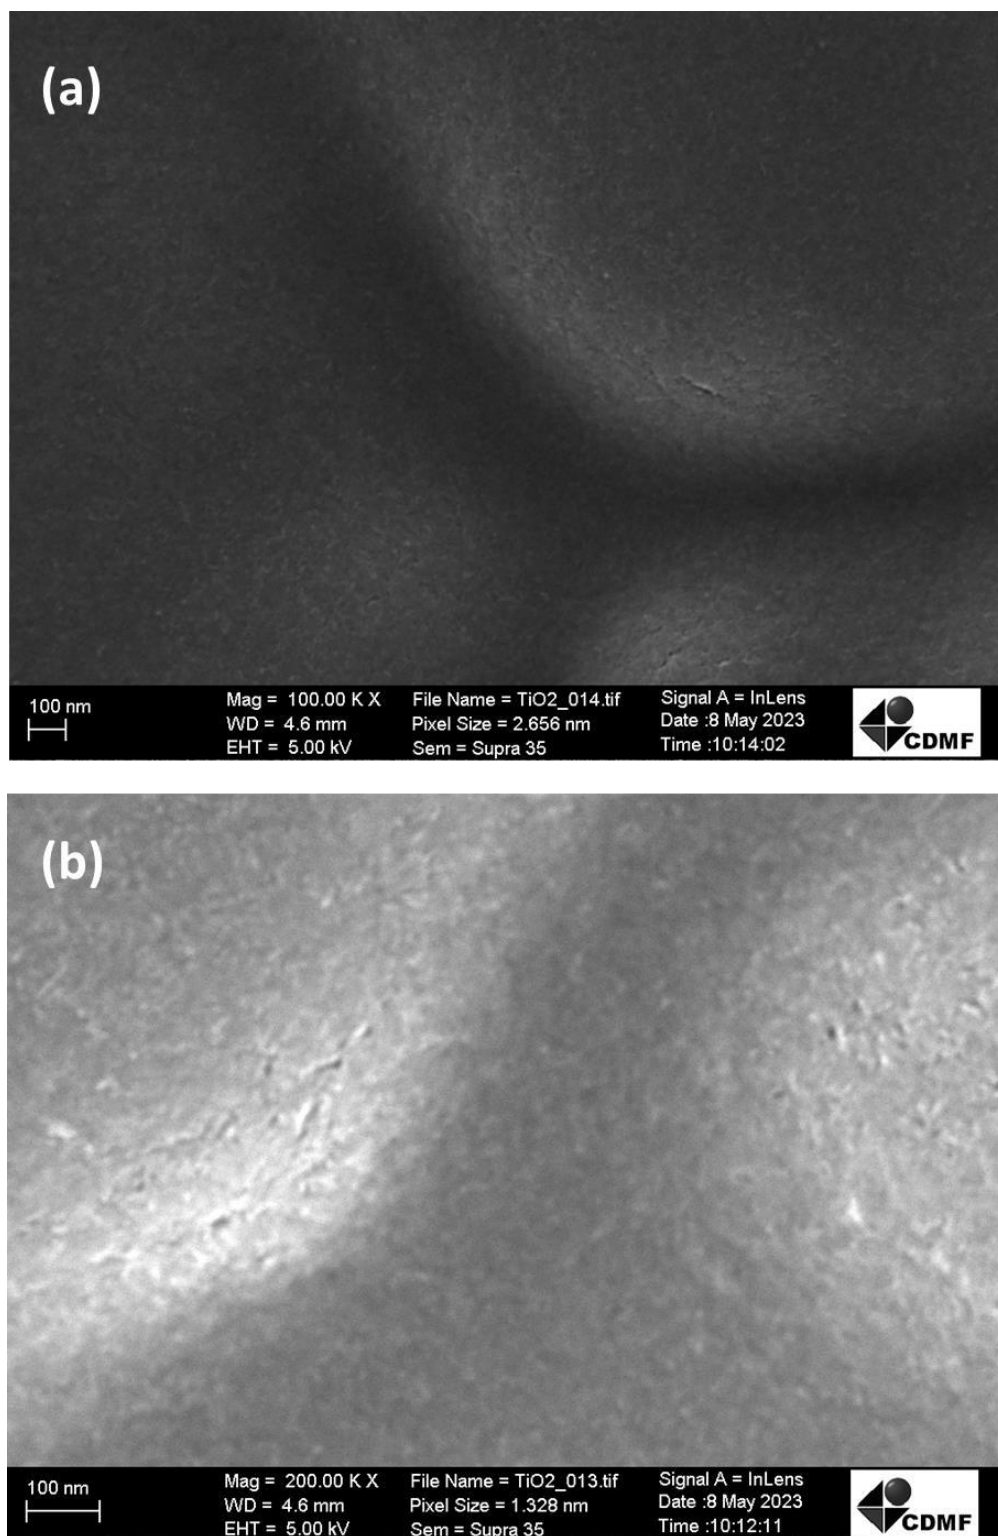 (a)
100 nm
Mag = 100.00 K X
WD = 4.6 mm
EHT = 5.00 kV
File Name = TiO2_014.tif
Pixel Size = 2.656 nm
Sem = Supra 35
Signal A = InLens
Date :8 May 2023
Time :10:14:02
CDMF
(b)
100 nm
Mag = 200.00 K X
WD = 4.6 mm
EHT = 5.00 kV
File Name = TiO2_013.tif
Pixel Size = 1.328 nm
Sem = Supra 35
Signal A = InLens
Date :8 May 2023
Time :10:12:11
CDMF